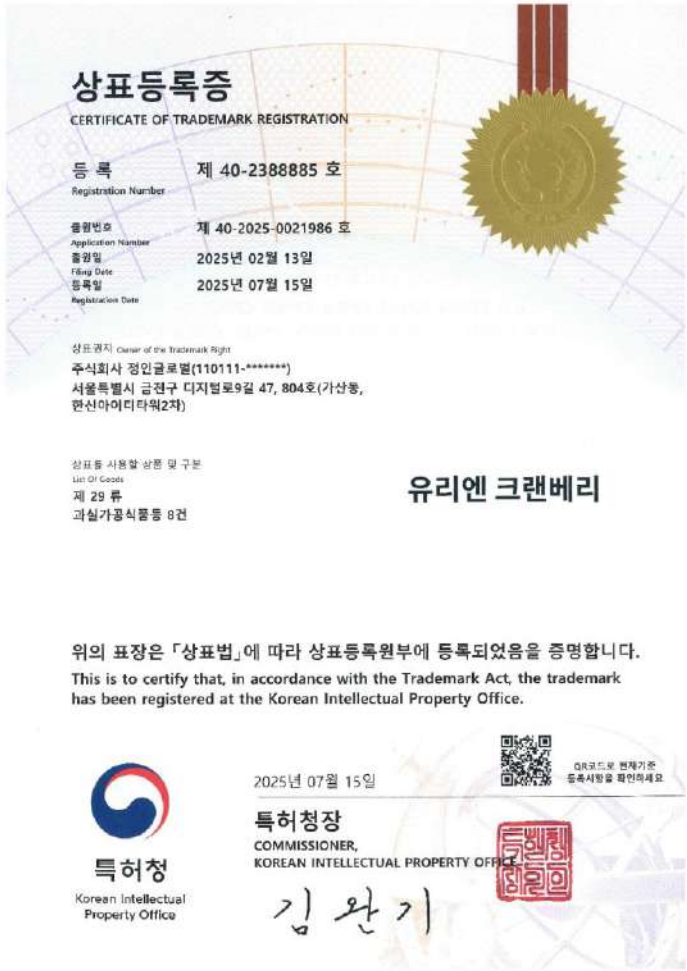 상표등록증
CERTIFICATE OF TRADEMARK REGISTRATION
등 록 제 40-2388885 호
Registration Number
출원번호 제 40-2025-0021986 호
Application Number
출원일 2025년 02월 13일
Filing Date
등록일 2025년 07월 15일
Registration Date
상표권자 Owner of the Trademark Right
주식회사 정인글로벌(110111-*******)
서울특별시 금천구 디지털로9길 47, 804호(가산동,
한신아이티타워2차)
상표를 사용할 상품 및 구분
List Of Goods
제 29 류
과실가공식품등 8건
유리엔 크랜베리
위의 표장은 「상표법」에 따라 상표등록원부에 등록되었음을 증명합니다.
This is to certify that, in accordance with the Trademark Act, the trademark
has been registered at the Korean Intellectual Property Office.
QR코드로 현재기준
등록사항을 확인하세요
2025년 07월 15일
특허청장
COMMISSIONER,
KOREAN INTELLECTUAL PROPERTY OFFICE
김완기
특허청
Korean Intellectual
Property Office